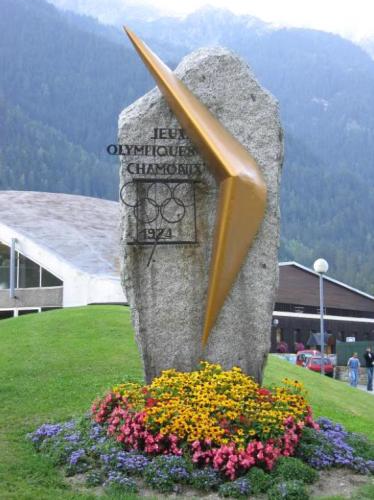 JEUX
OLYMPIQUES
CHAMONIX
1924